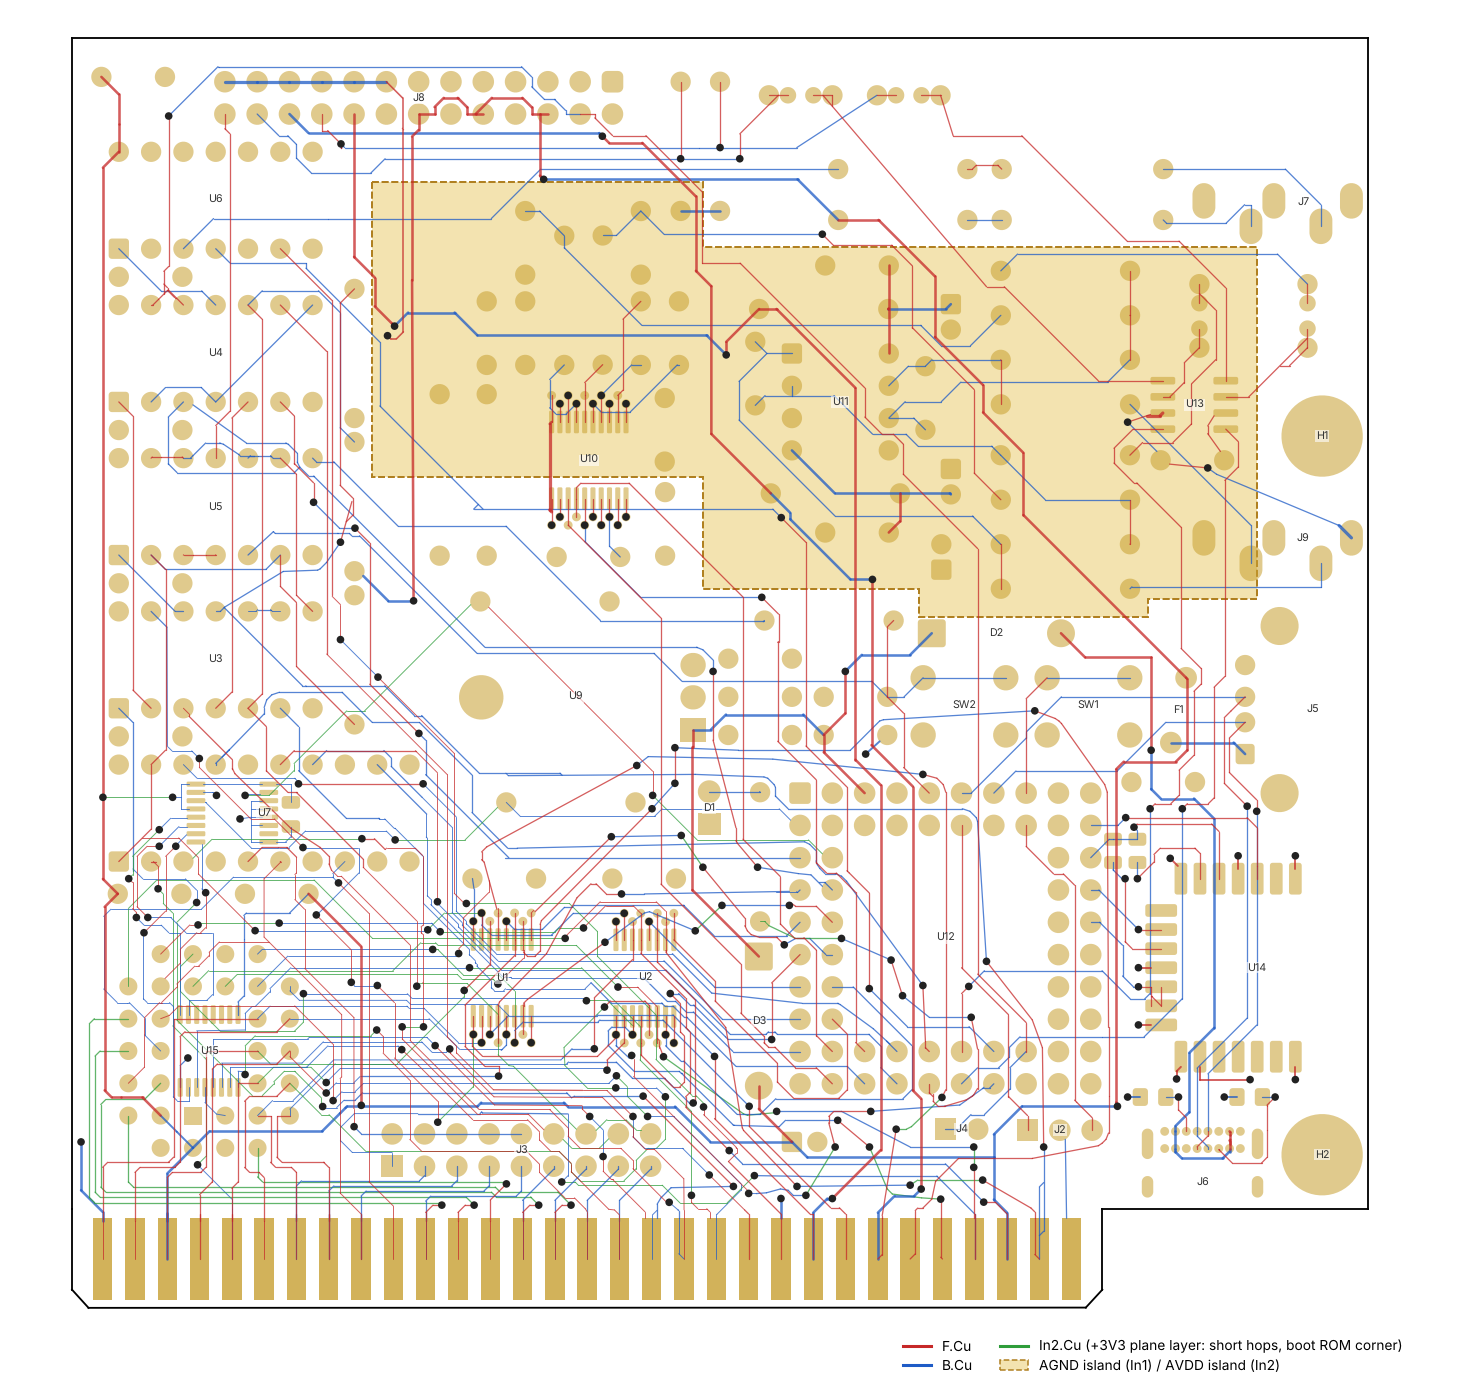 J8
U6
J7
U4
U11
U13
H1
U10
U5
J9
D2
U3
U9
SW2
SW1
F1
J5
D1
U7
U12
U1
U2
U14
D3
U15
J4
J2
J3
H2
J6
F.Cu
In2.Cu (+3V3 plane layer: short hops, boot ROM corner)
B.Cu
AGND island (In1) / AVDD island (In2)